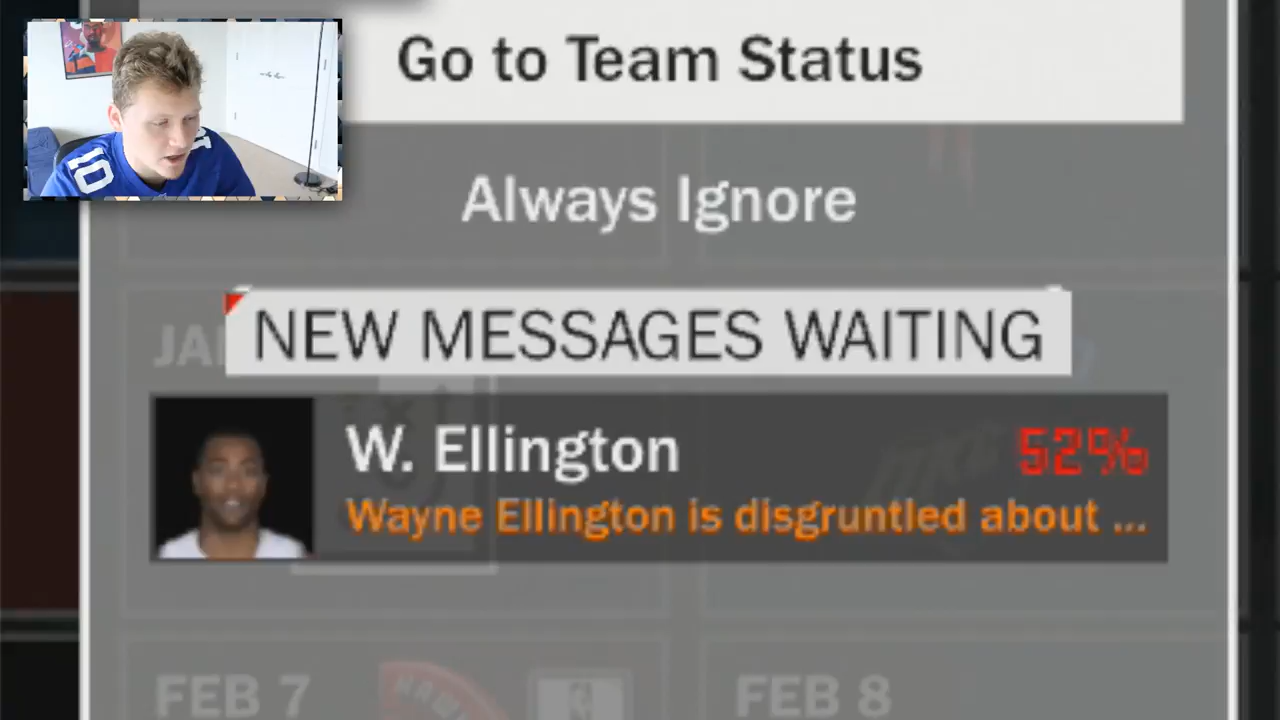 Go to Team Status
Always Ignore
NEW MESSAGES WAITING
W. Ellington 52%
Wayne Ellington is disgruntled about ...
FEB 7
FEB 8
10